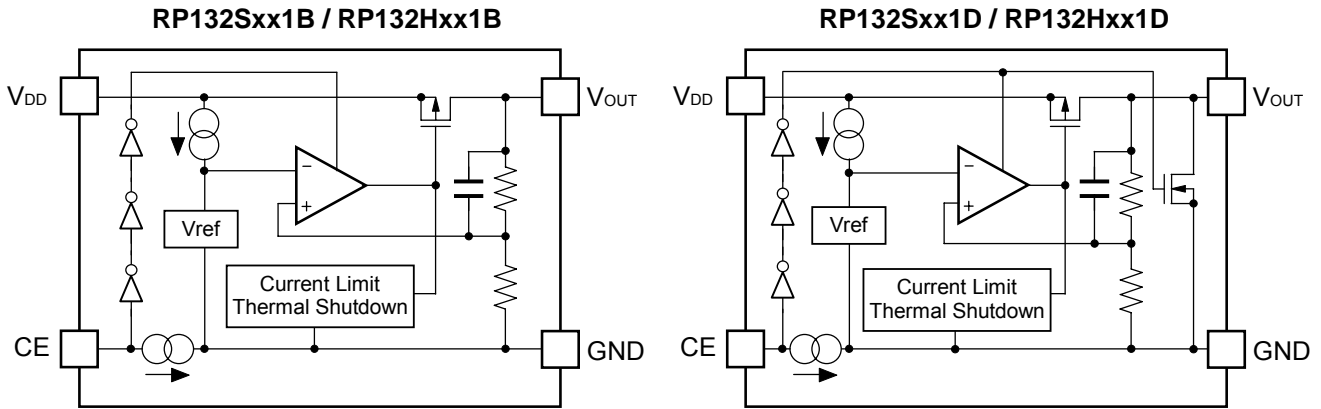 RP132Sxx1B / RP132Hxx1B
VDD
VOUT
−
+
Vref
Current Limit
Thermal Shutdown
CE
GND
RP132Sxx1D / RP132Hxx1D
VDD
VOUT
−
+
Vref
Current Limit
Thermal Shutdown
CE
GND